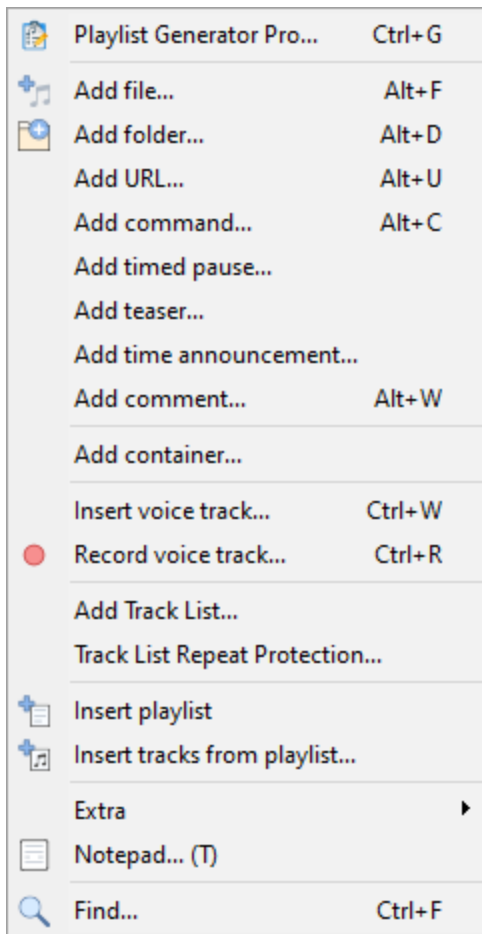 Playlist Generator Pro... Ctrl+G
Add file... Alt+F
Add folder... Alt+D
Add URL... Alt+U
Add command... Alt+C
Add timed pause...
Add teaser...
Add time announcement...
Add comment... Alt+W
Add container...
Insert voice track... Ctrl+W
Record voice track... Ctrl+R
Add Track List...
Track List Repeat Protection...
Insert playlist
Insert tracks from playlist...
Extra
Notepad... (T)
Find... Ctrl+F